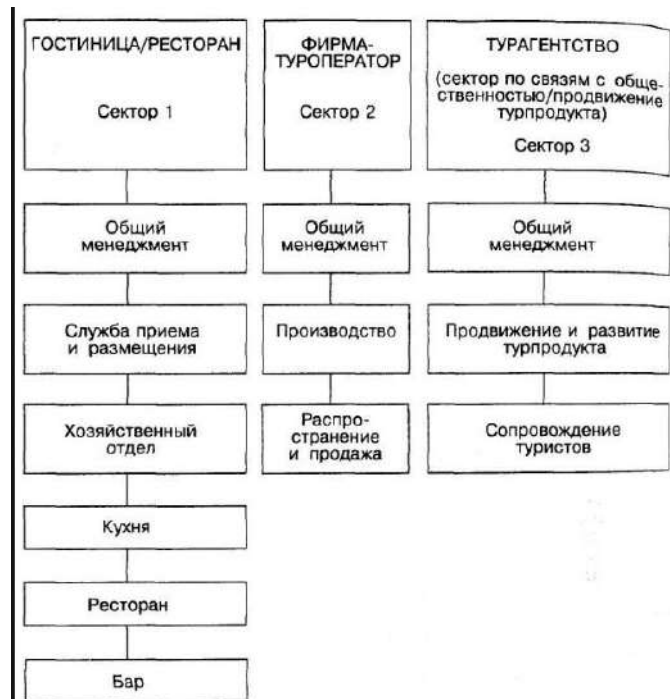 ГОСТИНИЦА/РЕСТОРАН
Сектор 1
Общий
менеджмент
Служба приема
и размещения
Хозяйственный
отдел
Кухня
Ресторан
Бар
ФИРМА-
ТУРОПЕРАТОР
Сектор 2
Общий
менеджмент
Производство
Распро-
странение
и продажа
ТУРАГЕНТСТВО
(сектор по связям с обще-
ственностью/продвижение
турпродукта)
Сектор 3
Общий
менеджмент
Продвижение и развитие
турпродукта
Сопровождение
туристов